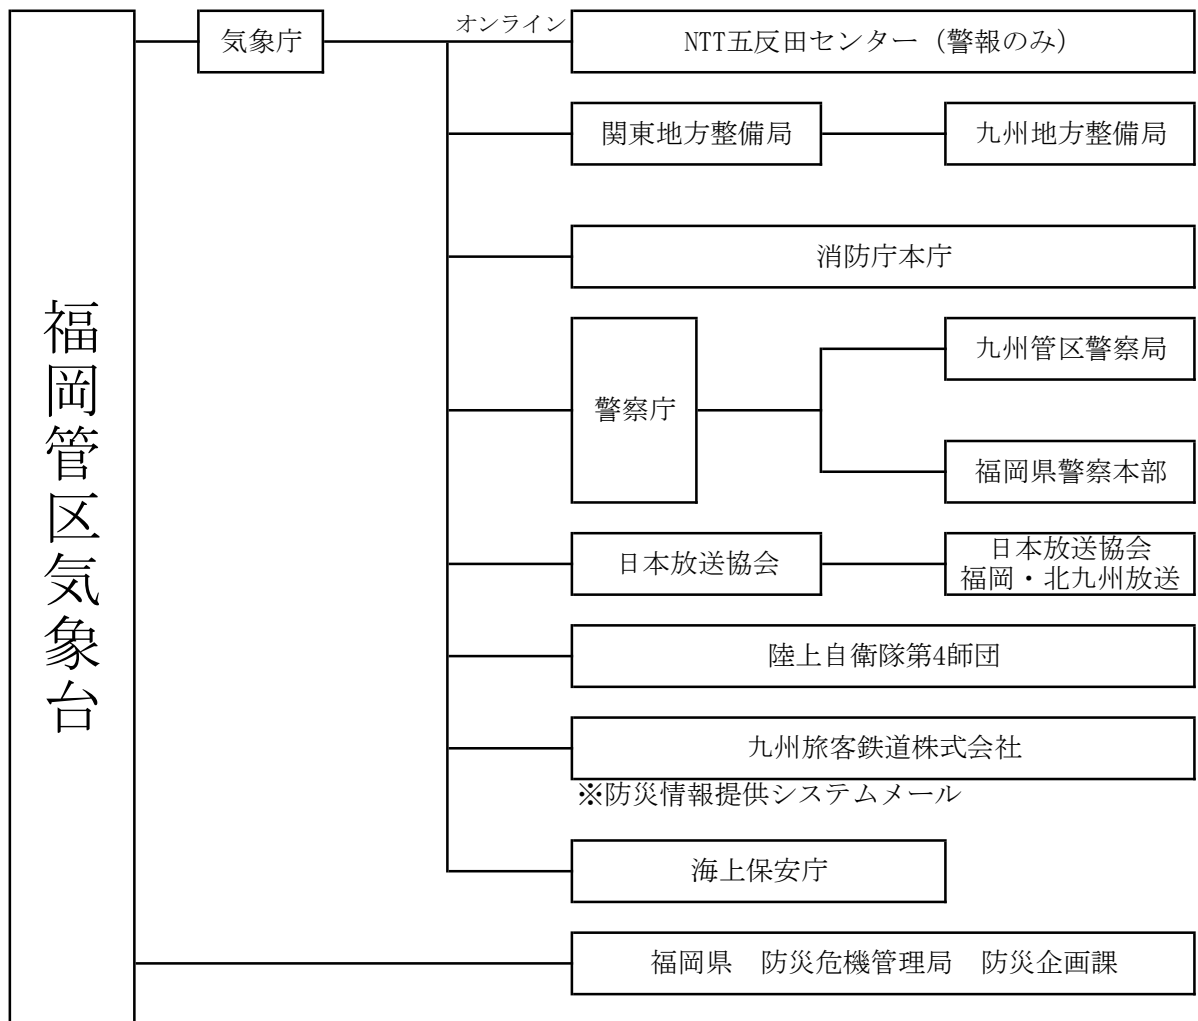 福岡管区気象台
気象庁
オンライン
NTT五反田センター（警報のみ）
関東地方整備局
九州地方整備局
消防庁本庁
警察庁
九州管区警察局
福岡県警察本部
日本放送協会
日本放送協会
福岡・北九州放送
陸上自衛隊第4師団
九州旅客鉄道株式会社
※防災情報提供システムメール
海上保安庁
福岡県　防災危機管理局　防災企画課